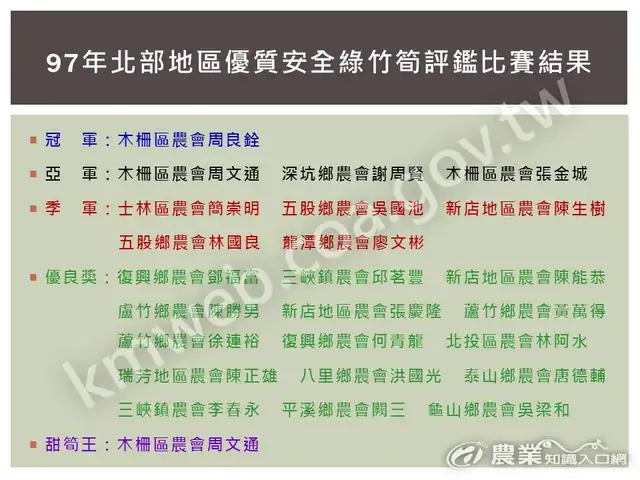 97年北部地區優質安全綠竹筍評鑑比賽結果
冠　軍：木柵區農會周良銓
亞　軍：木柵區農會周文通　深坑鄉農會謝周賢　木柵區農會張金城
季　軍：士林區農會簡崇明　五股鄉農會吳國池　新店地區農會陳生樹
五股鄉農會林國良　龍潭鄉農會廖文彬
優良獎：復興鄉農會鄧福富　三峽鎮農會邱茗豐　新店地區農會陳能恭
盧竹鄉農會陳勝男　新店地區農會張慶隆　蘆竹鄉農會黃萬得
蘆竹鄉農會徐連裕　復興鄉農會何青龍　北投區農會林阿水
瑞芳地區農會陳正雄　八里鄉農會洪國光　泰山鄉農會唐德輔
三峽鎮農會李春永　平溪鄉農會闕三　龜山鄉農會吳梁和
甜筍王：木柵區農會周文通
kmweb.coa.gov.tw
農業知識入口網